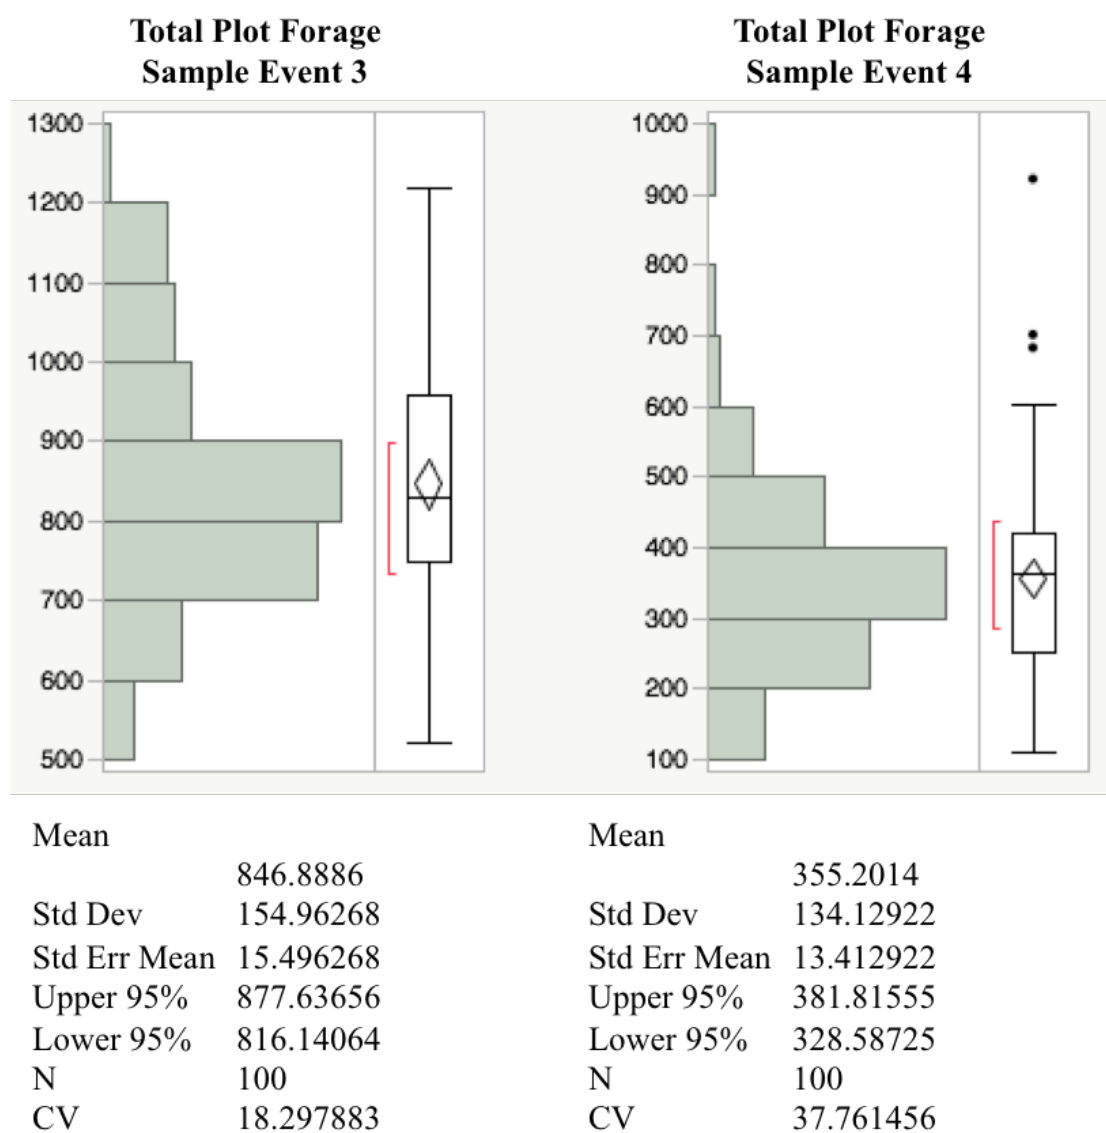 Total Plot Forage
Sample Event 3
1300
1200
1100
1000
900
800
700
600
500
Mean
846.8886
Std Dev 154.96268
Std Err Mean 15.496268
Upper 95% 877.63656
Lower 95% 816.14064
N 100
CV 18.297883
Total Plot Forage
Sample Event 4
1000
900
800
700
600
500
400
300
200
100
Mean
355.2014
Std Dev 134.12922
Std Err Mean 13.412922
Upper 95% 381.81555
Lower 95% 328.58725
N 100
CV 37.761456